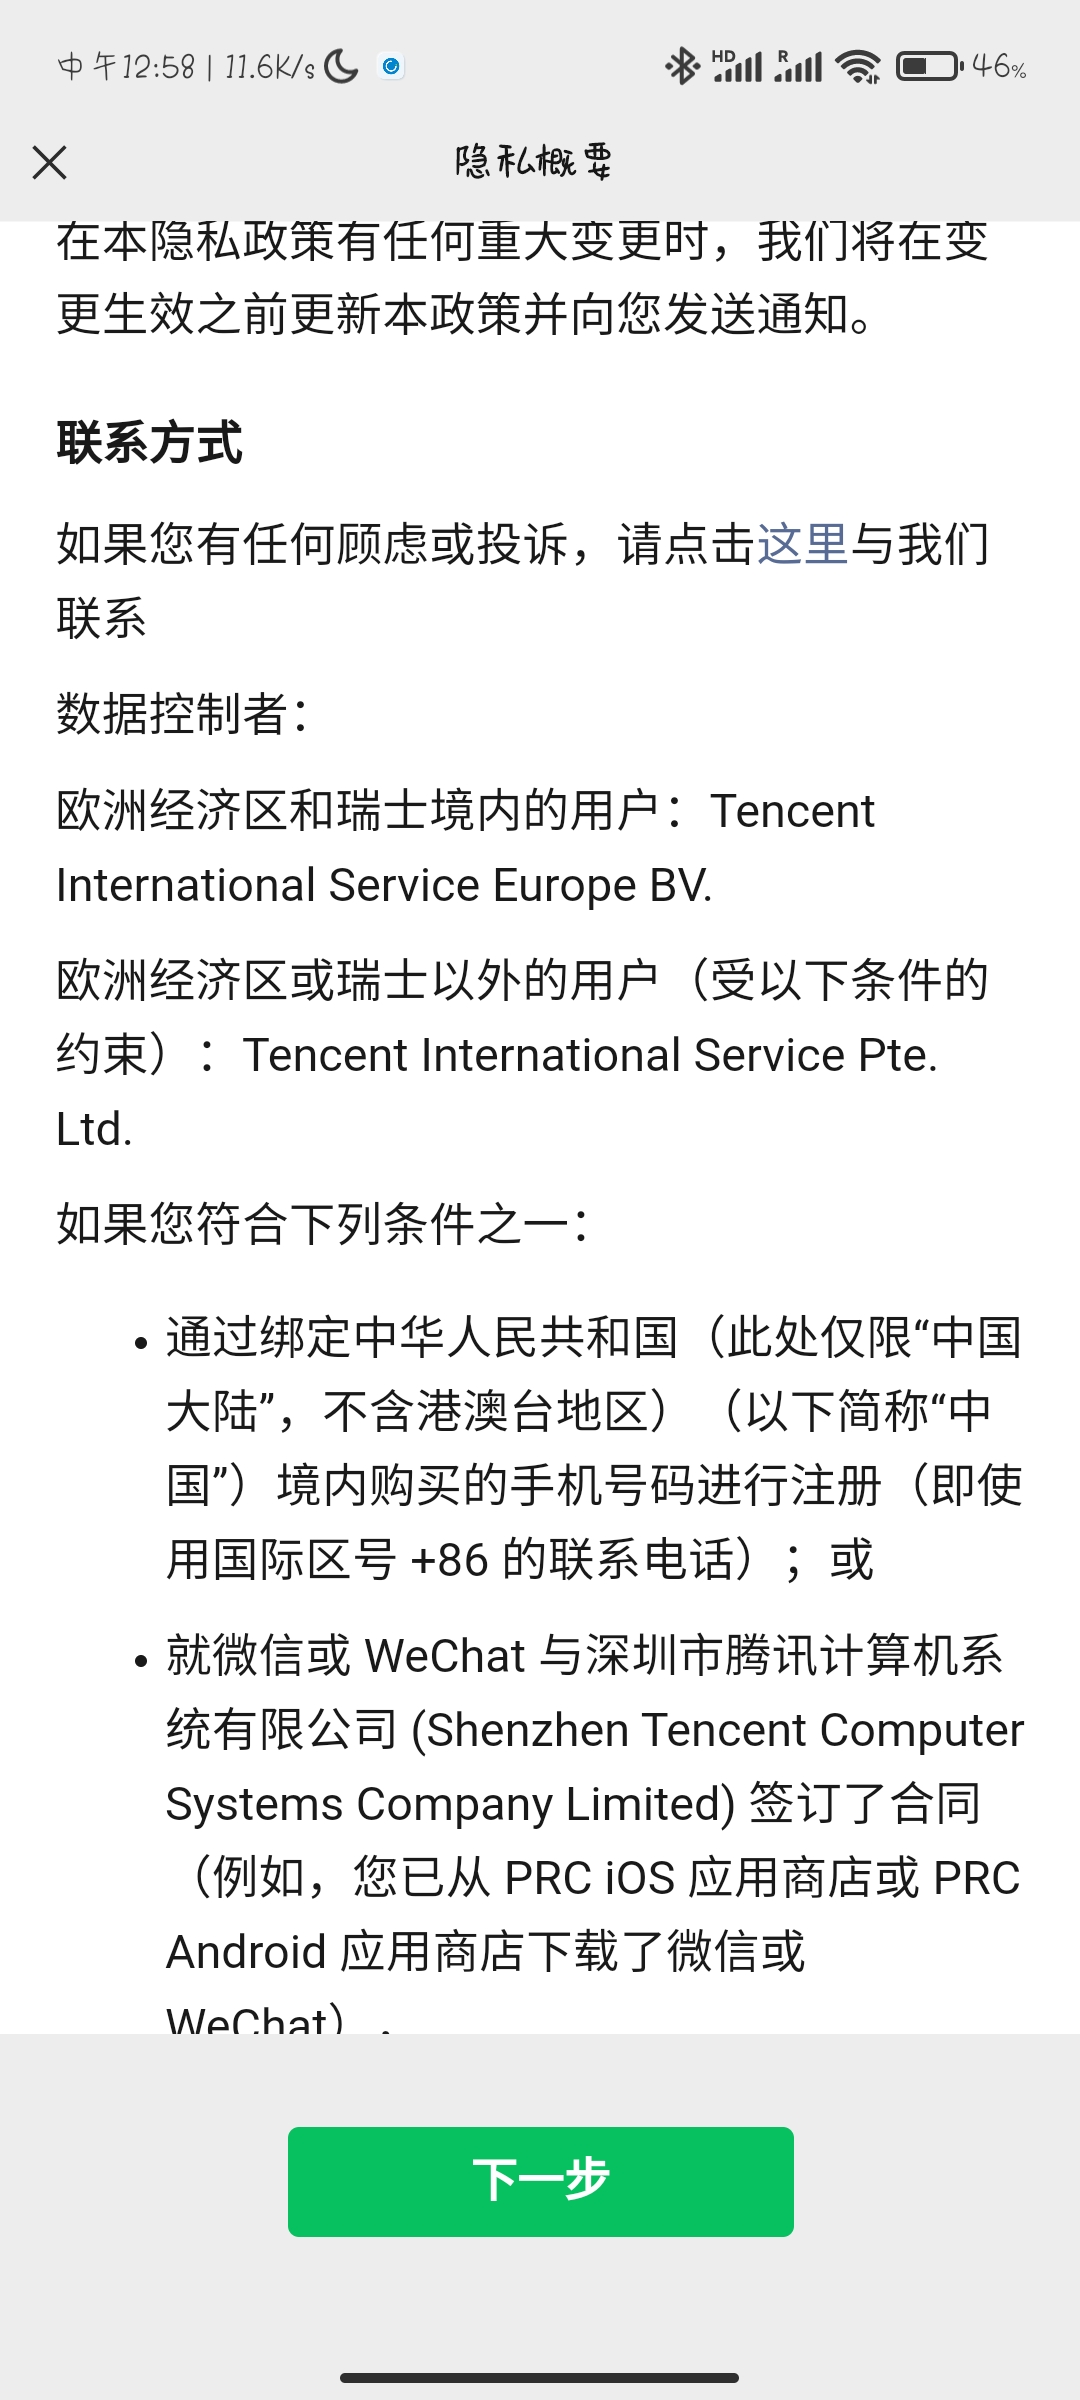 中午12:58 | 11.6K/s
HD
R
46%
隐私概要
在本隐私政策有任何重大变更时，我们将在变
更生效之前更新本政策并向您发送通知。
联系方式
如果您有任何顾虑或投诉，请点击这里与我们
联系
数据控制者：
欧洲经济区和瑞士境内的用户：Tencent
International Service Europe BV.
欧洲经济区或瑞士以外的用户（受以下条件的
约束）：Tencent International Service Pte.
Ltd.
如果您符合下列条件之一：
• 通过绑定中华人民共和国（此处仅限“中国
大陆”，不含港澳台地区）（以下简称“中
国”）境内购买的手机号码进行注册（即使
用国际区号 +86 的联系电话）；或
• 就微信或 WeChat 与深圳市腾讯计算机系
统有限公司 (Shenzhen Tencent Computer
Systems Company Limited) 签订了合同
（例如，您已从 PRC iOS 应用商店或 PRC
Android 应用商店下载了微信或
WeChat）
下一步